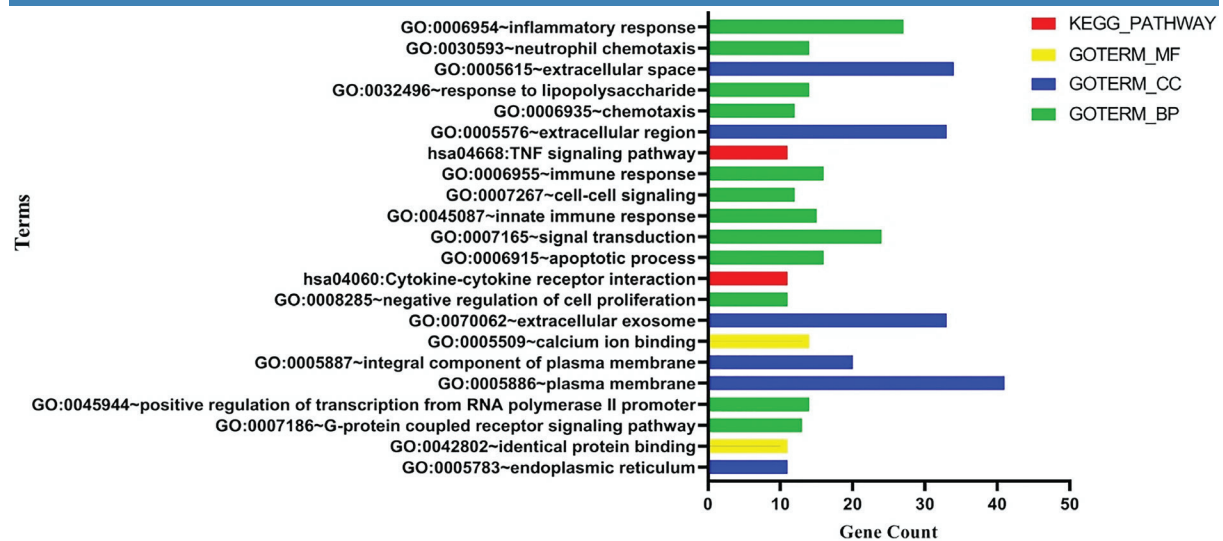 GO:0006954~inflammatory response
GO:0030593~neutrophil chemotaxis
GO:0005615~extracellular space
GO:0032496~response to lipopolysaccharide
GO:0006935~chemotaxis
GO:0005576~extracellular region
hsa04668:TNF signaling pathway
GO:0006955~immune response
GO:0007267~cell-cell signaling
GO:0045087~innate immune response
GO:0007165~signal transduction
GO:0006915~apoptotic process
hsa04060:Cytokine-cytokine receptor interaction
GO:0008285~negative regulation of cell proliferation
GO:0070062~extracellular exosome
GO:0005509~calcium ion binding
GO:0005887~integral component of plasma membrane
GO:0005886~plasma membrane
GO:0045944~positive regulation of transcription from RNA polymerase II promoter
GO:0007186~G-protein coupled receptor signaling pathway
GO:0042802~identical protein binding
GO:0005783~endoplasmic reticulum
Terms
0 10 20 30 40 50
Gene Count
KEGG_PATHWAY
GOTERM_MF
GOTERM_CC
GOTERM_BP